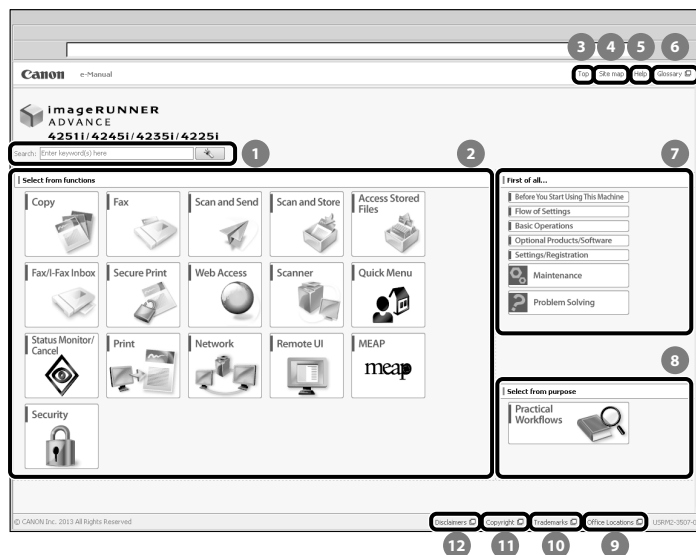 3 4 5 6
Canon e-Manual
Top Site map Help Glossary
imageRUNNER
ADVANCE
4251i/4245i/4235i/4225i
Search: Enter keyword(s) here
1
2
7
Select from functions
Copy
Fax
Scan and Send
Scan and Store
Access Stored
Files
Fax/I-Fax Inbox
Secure Print
Web Access
Scanner
Quick Menu
Status Monitor/
Cancel
Print
Network
Remote UI
MEAP
meap
Security
First of all...
Before You Start Using This Machine
Flow of Settings
Basic Operations
Optional Products/Software
Settings/Registration
Maintenance
Problem Solving
8
Select from purpose
Practical
Workflows
© CANON Inc. 2013 All Rights Reserved
Disclaimers Copyright Trademarks Office Locations USRM2-3507-0
12 11 10 9